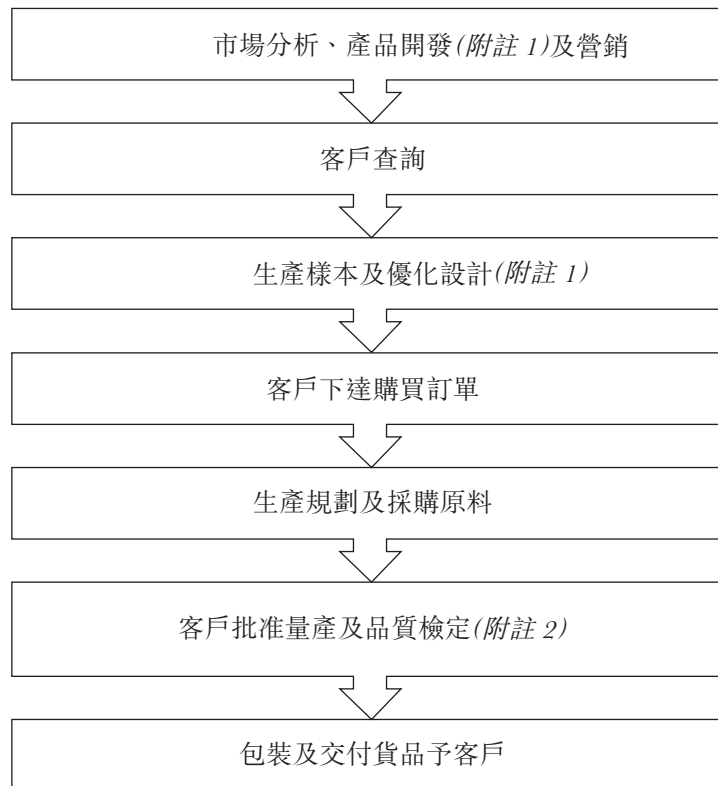 市場分析、產品開發(附註 1)及營銷
客戶查詢
生產樣本及優化設計(附註 1)
客戶下達購買訂單
生產規劃及採購原料
客戶批准量產及品質檢定(附註 2)
包裝及交付貨品予客戶